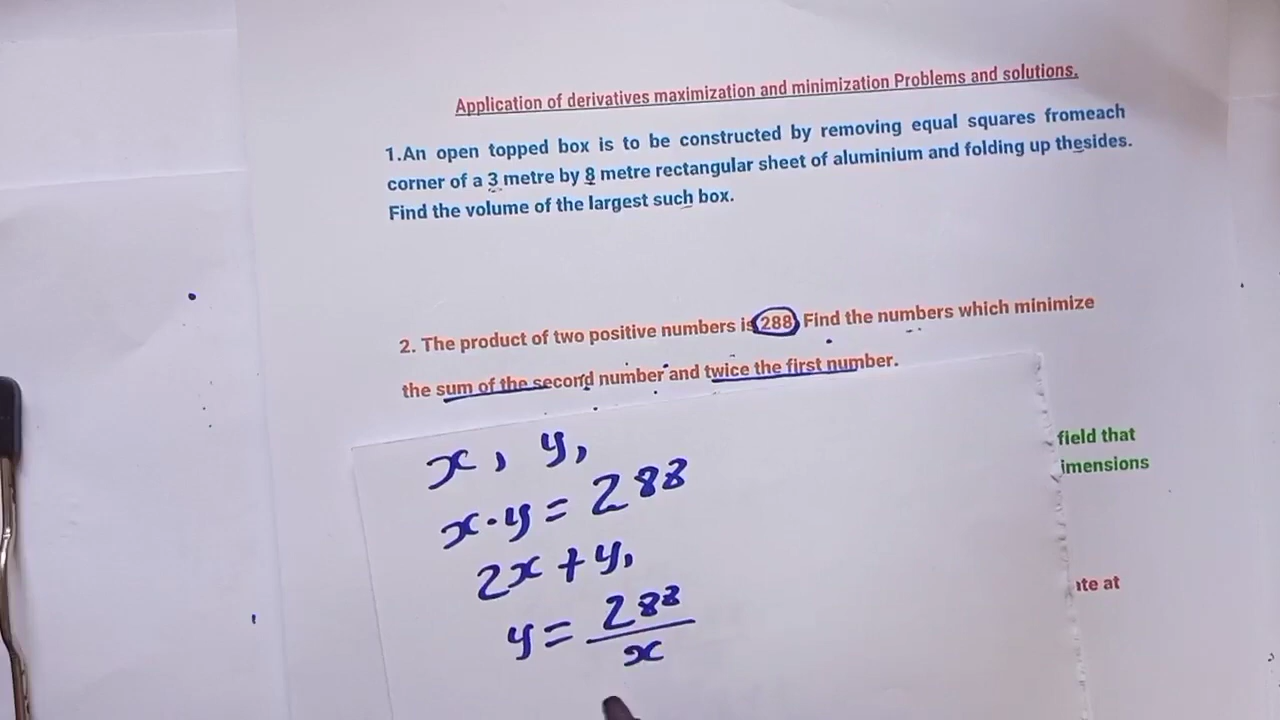 Application of derivatives maximization and minimization Problems and solutions.
1.An open topped box is to be constructed by removing equal squares fromeach
corner of a 3 metre by 8 metre rectangular sheet of aluminium and folding up thesides.
Find the volume of the largest such box.
2. The product of two positive numbers is 288 Find the numbers which minimize
the sum of the second number and twice the first number.
field that
imensions
ate at
x, y,
x·y = 288
2x + y,
y = 288/x